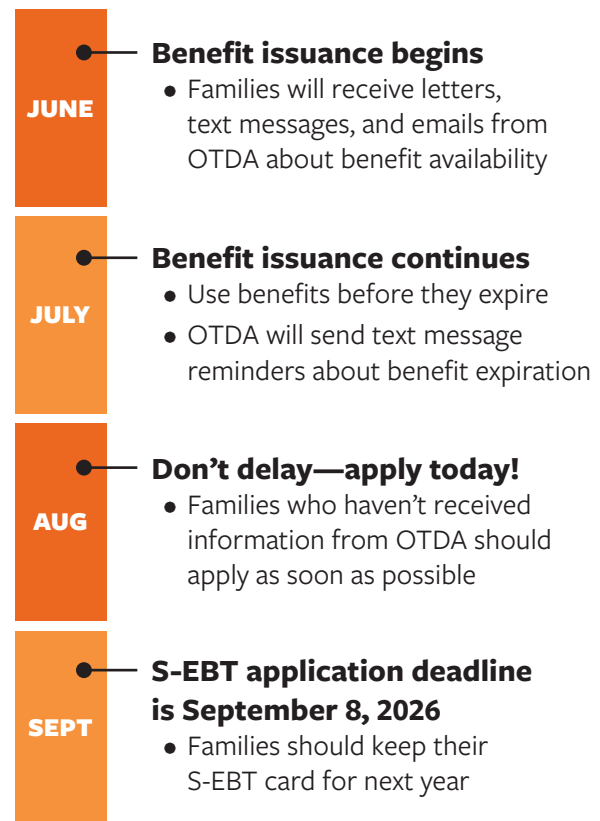 JUNE
Benefit issuance begins
• Families will receive letters,
text messages, and emails from
OTDA about benefit availability
JULY
Benefit issuance continues
• Use benefits before they expire
• OTDA will send text message
reminders about benefit expiration
AUG
Don’t delay—apply today!
• Families who haven’t received
information from OTDA should
apply as soon as possible
SEPT
S-EBT application deadline
is September 8, 2026
• Families should keep their
S-EBT card for next year